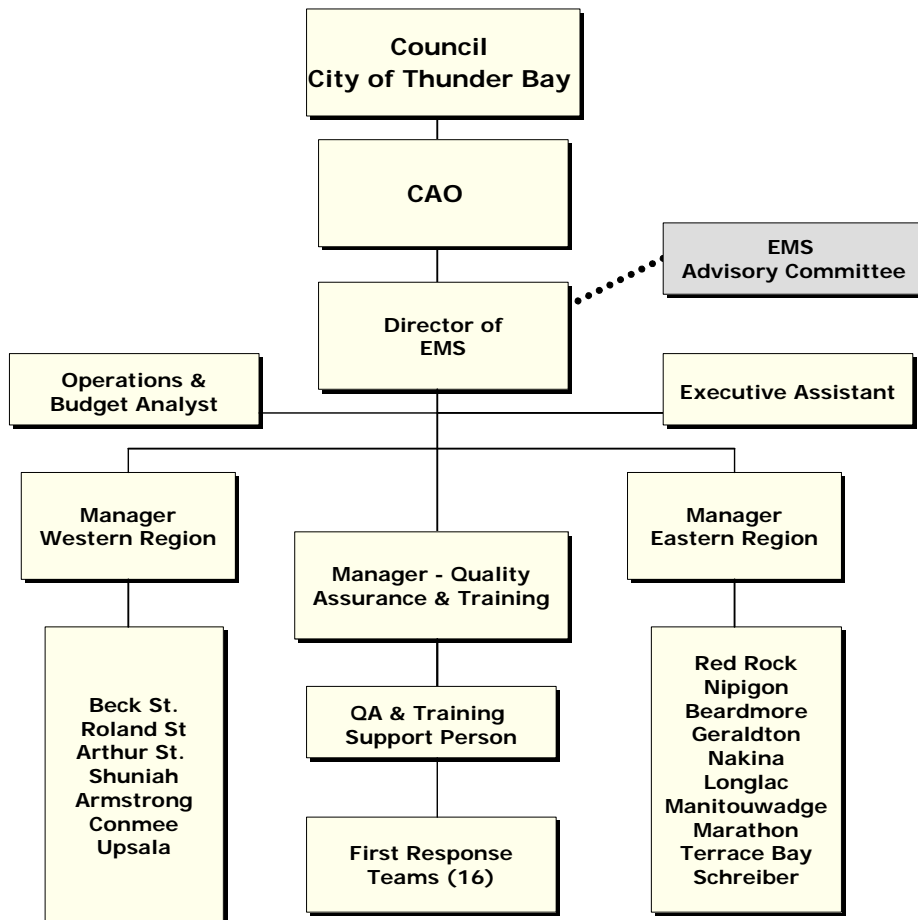 Council
City of Thunder Bay
CAO
EMS
Advisory Committee
Director of
EMS
Operations &
Budget Analyst
Executive Assistant
Manager
Western Region
Manager - Quality
Assurance & Training
Manager
Eastern Region
Beck St.
Roland St
Arthur St.
Shuniah
Armstrong
Conmee
Upsala
QA & Training
Support Person
First Response
Teams (16)
Red Rock
Nipigon
Beardmore
Geraldton
Nakina
Longlac
Manitouwadge
Marathon
Terrace Bay
Schreiber